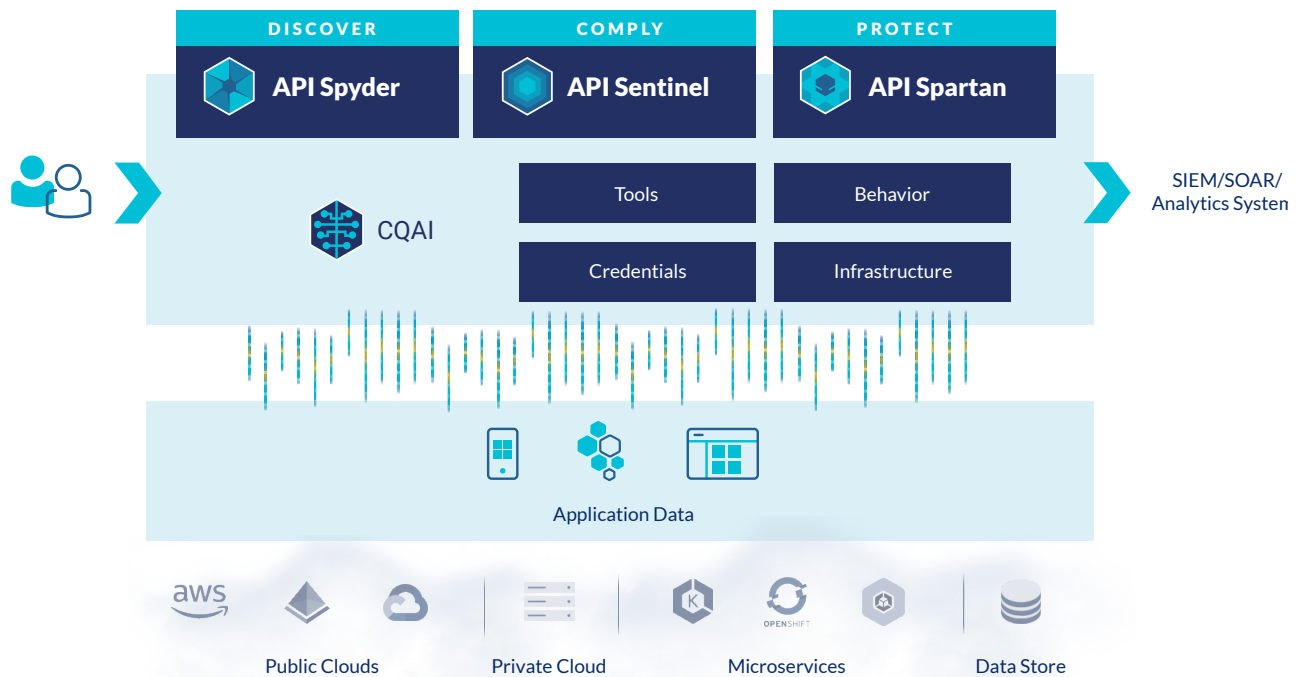 DISCOVER
COMPLY
PROTECT
API Spyder
API Sentinel
API Spartan
SIEM/SOAR/
Analytics System
CQAI
Tools
Behavior
Credentials
Infrastructure
Application Data
aws
K
OPENSHIFT
Public Clouds
Private Cloud
Microservices
Data Store